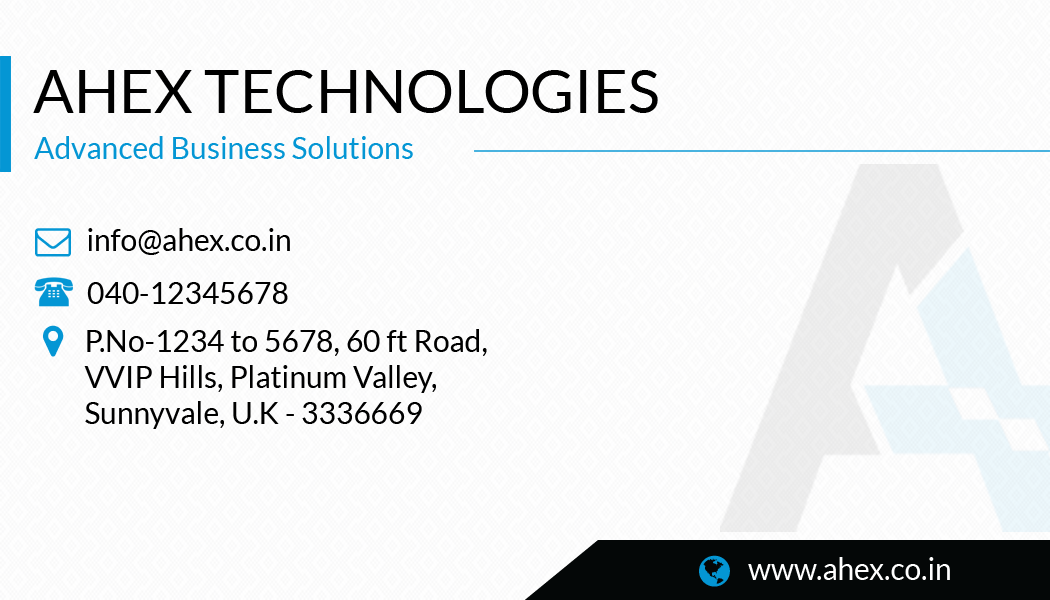 AHEX TECHNOLOGIES
Advanced Business Solutions
info@ahex.co.in
040-12345678
P.No-1234 to 5678, 60 ft Road,
VVIP Hills, Platinum Valley,
Sunnyvale, U.K - 3336669
www.ahex.co.in